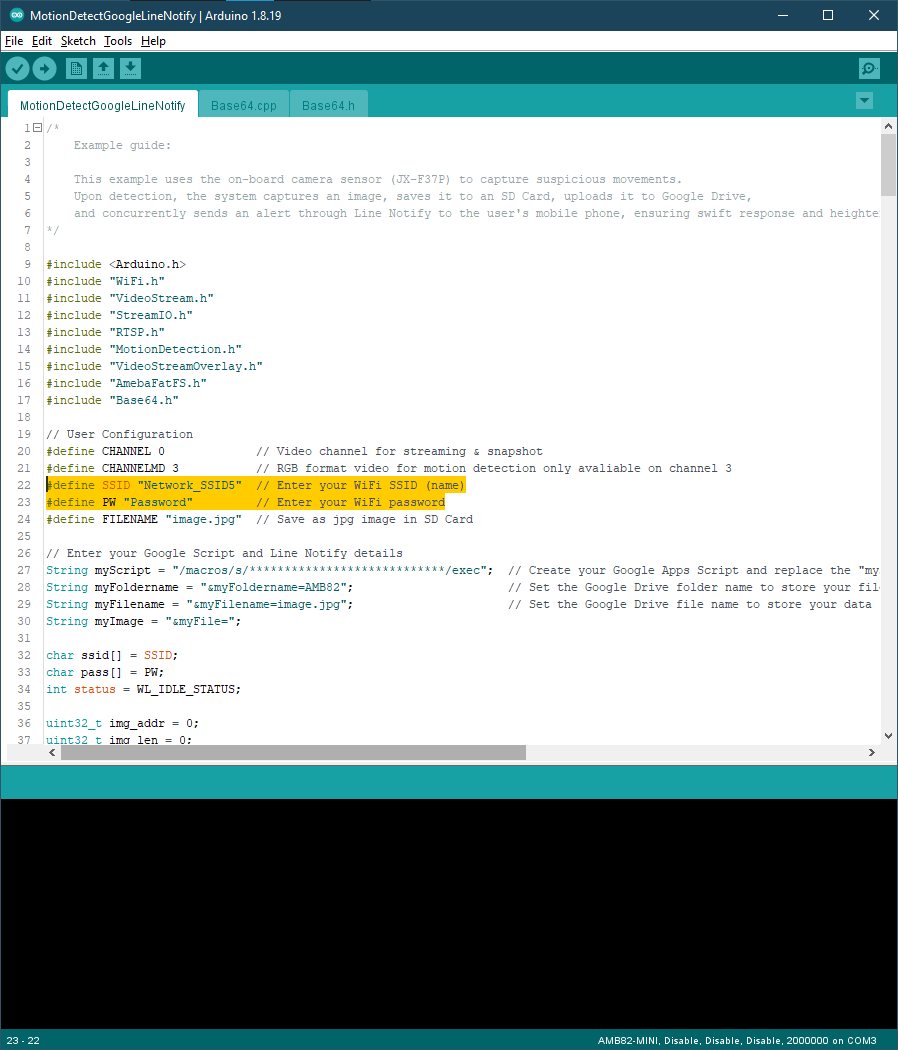 MotionDetectGoogleLineNotify | Arduino 1.8.19
File Edit Sketch Tools Help
MotionDetectGoogleLineNotify Base64.cpp Base64.h
1 /*
2 Example guide:
3
4 This example uses the on-board camera sensor (JX-F37P) to capture suspicious movements.
5 Upon detection, the system captures an image, saves it to an SD Card, uploads it to Google Drive,
6 and concurrently sends an alert through Line Notify to the user's mobile phone, ensuring swift response and heighte
7 */
8
9 #include <Arduino.h>
10 #include "WiFi.h"
11 #include "VideoStream.h"
12 #include "StreamIO.h"
13 #include "RTSP.h"
14 #include "MotionDetection.h"
15 #include "VideoStreamOverlay.h"
16 #include "AmebaFatFS.h"
17 #include "Base64.h"
18
19 // User Configuration
20 #define CHANNEL 0 // Video channel for streaming & snapshot
21 #define CHANNELMD 3 // RGB format video for motion detection only avaliable on channel 3
22 #define SSID "Network_SSID5" // Enter your WiFi SSID (name)
23 #define PW "Password" // Enter your WiFi password
24 #define FILENAME "image.jpg" // Save as jpg image in SD Card
25
26 // Enter your Google Script and Line Notify details
27 String myScript = "/macros/s/****************************/exec"; // Create your Google Apps Script and replace the "my
28 String myFoldername = "&myFoldername=AMB82"; // Set the Google Drive folder name to store your fil
29 String myFilename = "&myFilename=image.jpg"; // Set the Google Drive file name to store your data
30 String myImage = "&myFile=";
31
32 char ssid[] = SSID;
33 char pass[] = PW;
34 int status = WL_IDLE_STATUS;
35
36 uint32_t img_addr = 0;
37 uint32_t img_len = 0;
23 - 22 AMB82-MINI, Disable, Disable, Disable, 2000000 on COM3